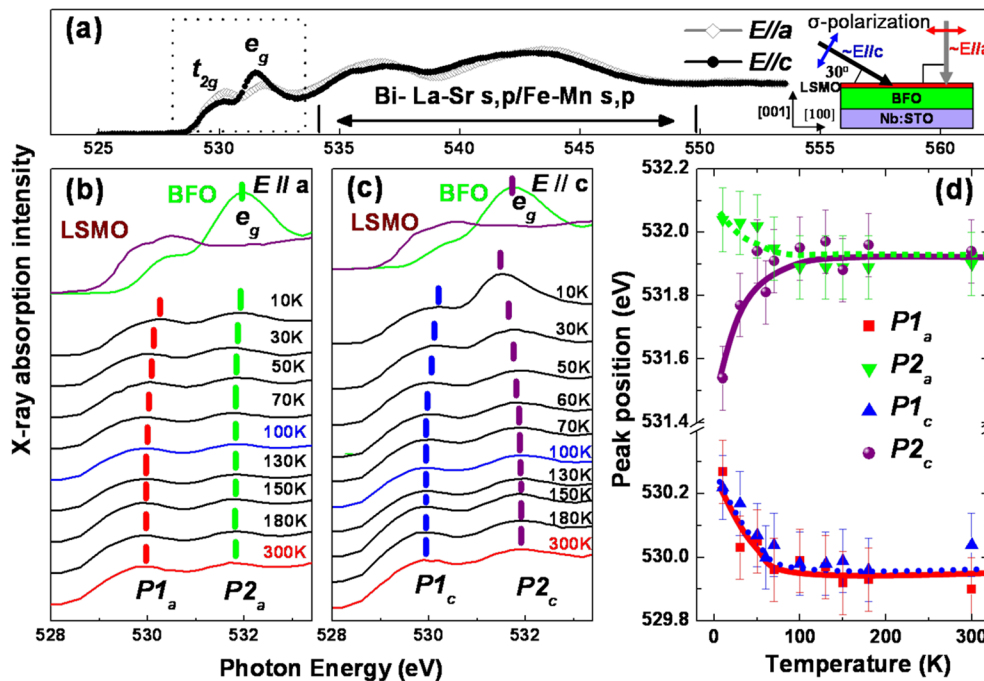 X-ray absorption intensity
(a)
t2g
eg
E//a
E//c
Bi- La-Sr s,p/Fe-Mn s,p
σ-polarization
~E//c
~E//a
30°
LSMO
BFO
Nb:STO
[001]
[100]
525 530 535 540 545 550 555 560
(b)
E // a
BFO
eg
LSMO
10K
30K
50K
70K
100K
130K
150K
180K
300K
P1a
P2a
528 530 532
(c)
E // c
BFO
eg
LSMO
10K
30K
50K
60K
70K
100K
130K
150K
180K
300K
P1c
P2c
528 530 532
Photon Energy (eV)
(d)
Peak position (eV)
532.2
532.0
531.8
531.6
531.4
530.4
530.2
530.0
529.8
P1a
P2a
P1c
P2c
0 100 200 300
Temperature (K)